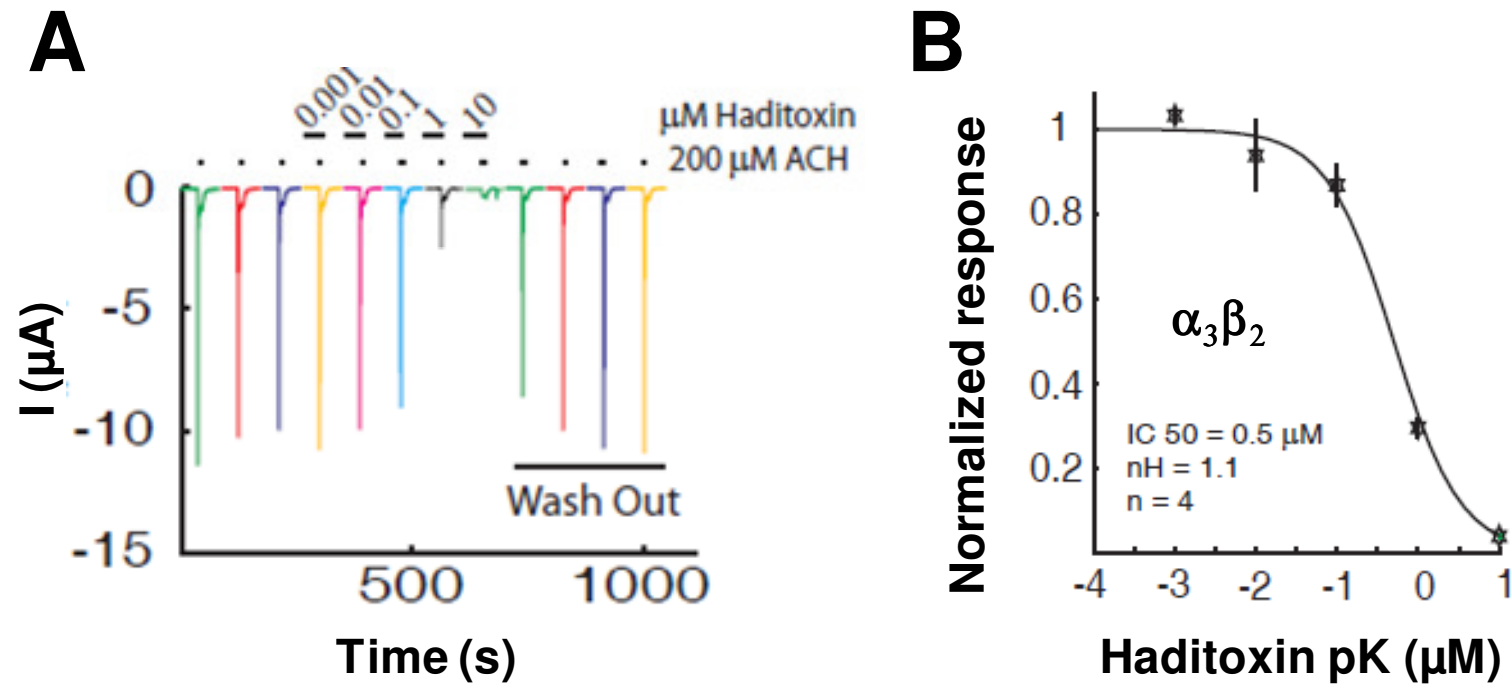 A
0.001
0.01
0.1
1
10
μM Haditoxin
200 μM ACH
0
-5
-10
-15
I (μA)
Wash Out
500
1000
Time (s)
B
1
0.8
0.6
0.4
0.2
Normalized response
α3β2
IC 50 = 0.5 μM
nH = 1.1
n = 4
-4
-3
-2
-1
0
1
Haditoxin pK (μM)